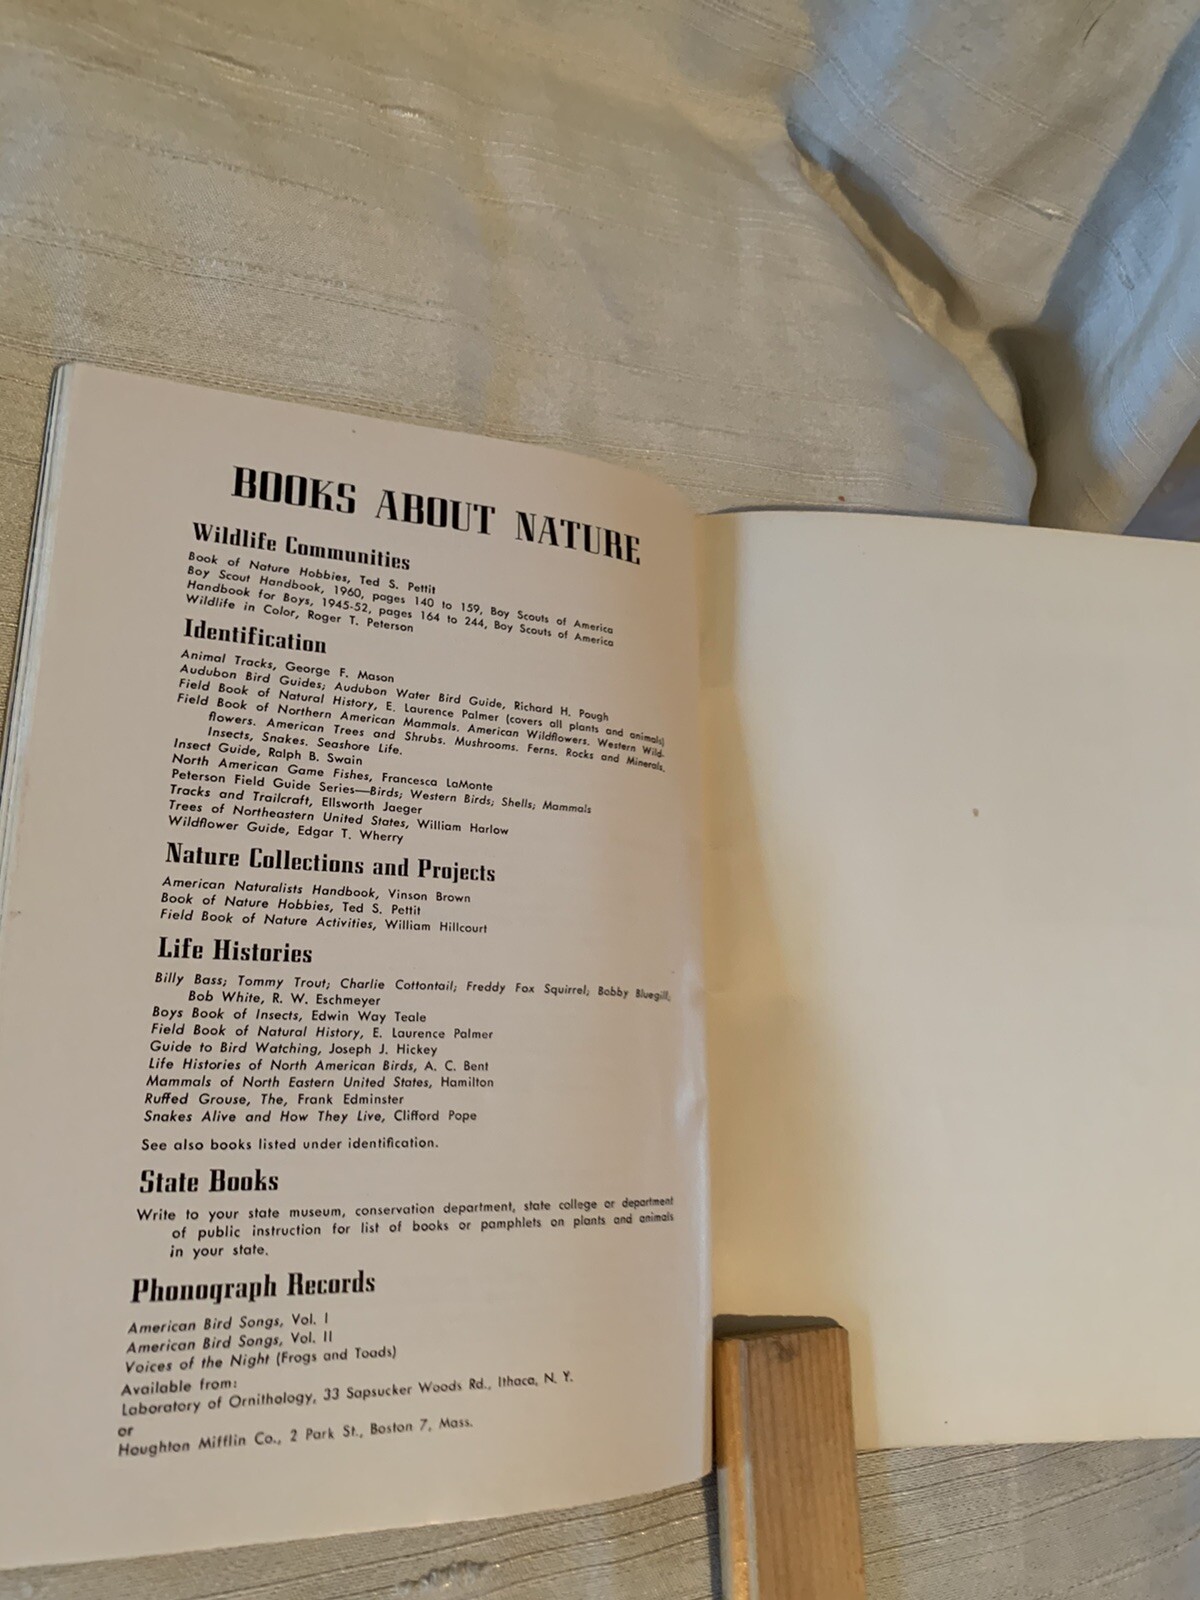 BOOKS ABOUT NATURE
Wildlife Communities
Book of Nature Hobbies, Ted S. Pettit
Boy Scout Handbook, 1960, pages 140 to 159, Boy Scouts of America
Handbook for Boys, 1945-52, pages 164 to 244, Boy Scouts of America
Wildlife in Color, Roger T. Peterson
Identification
Animal Tracks, George F. Mason
Audubon Bird Guides; Audubon Water Bird Guide, Richard H. Pough
Field Book of Natural History, E. Laurence Palmer (covers all plants and animals)
Field Book of Northern American Mammals. American Wildflowers. Western Wild-
flowers. American Trees and Shrubs. Mushrooms. Ferns. Rocks and Minerals.
Insects, Snakes. Seashore Life.
Insect Guide, Ralph B. Swain
North American Game Fishes, Francesca LaMonte
Peterson Field Guide Series—Birds; Western Birds; Shells; Mammals
Tracks and Trailcraft, Ellsworth Jaeger
Trees of Northeastern United States, William Harlow
Wildflower Guide, Edgar T. Wherry
Nature Collections and Projects
American Naturalists Handbook, Vinson Brown
Book of Nature Hobbies, Ted S. Pettit
Field Book of Nature Activities, William Hillcourt
Life Histories
Billy Bass; Tommy Trout; Charlie Cottontail; Freddy Fox Squirrel; Bobby Bluegill;
Bob White, R. W. Eschmeyer
Boys Book of Insects, Edwin Way Teale
Field Book of Natural History, E. Laurence Palmer
Guide to Bird Watching, Joseph J. Hickey
Life Histories of North American Birds, A. C. Bent
Mammals of North Eastern United States, Hamilton
Ruffed Grouse, The, Frank Edminster
Snakes Alive and How They Live, Clifford Pope
See also books listed under identification.
State Books
Write to your state museum, conservation department, state college or department
of public instruction for list of books or pamphlets on plants and animals
in your state.
Phonograph Records
American Bird Songs, Vol. I
American Bird Songs, Vol. II
Voices of the Night (Frogs and Toads)
Available from:
Laboratory of Ornithology, 33 Sapsucker Woods Rd., Ithaca, N. Y.
or
Houghton Mifflin Co., 2 Park St., Boston 7, Mass.